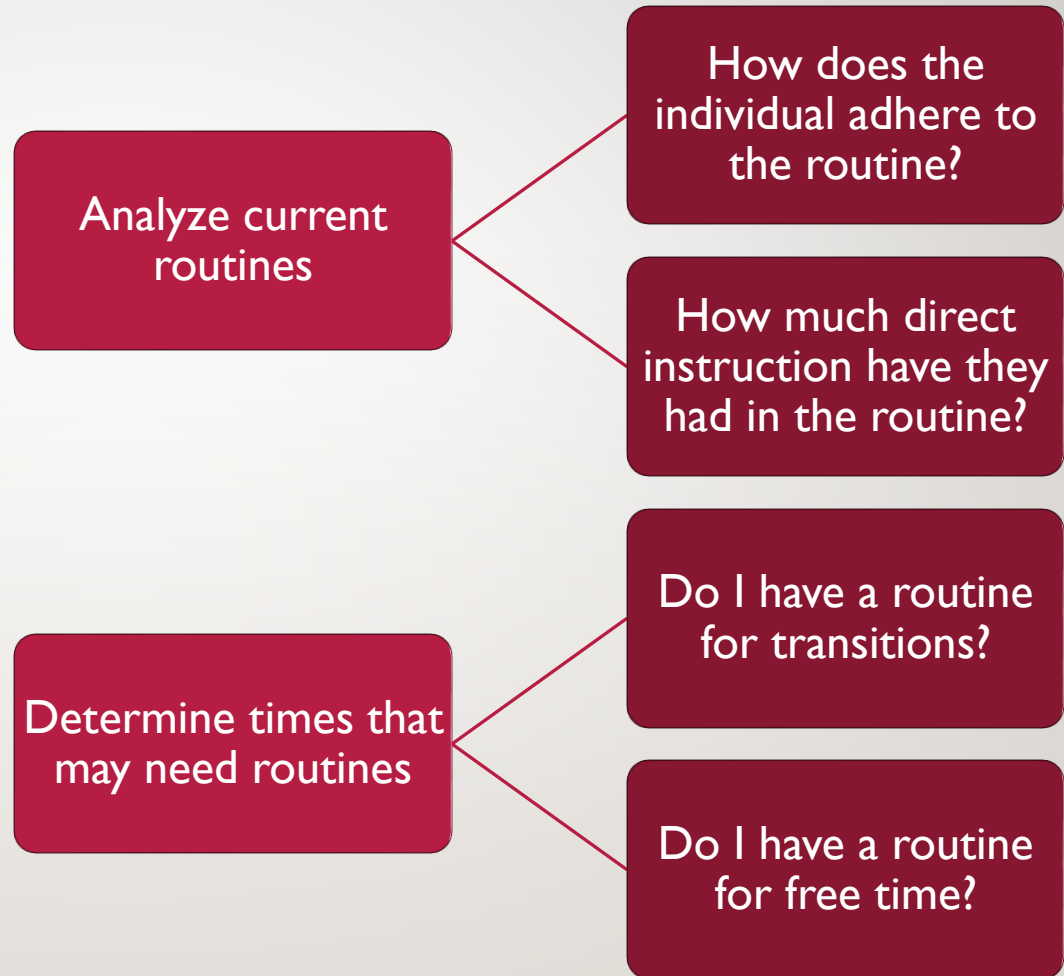 Analyze current
routines
How does the
individual adhere to
the routine?
How much direct
instruction have they
had in the routine?
Determine times that
may need routines
Do I have a routine
for transitions?
Do I have a routine
for free time?